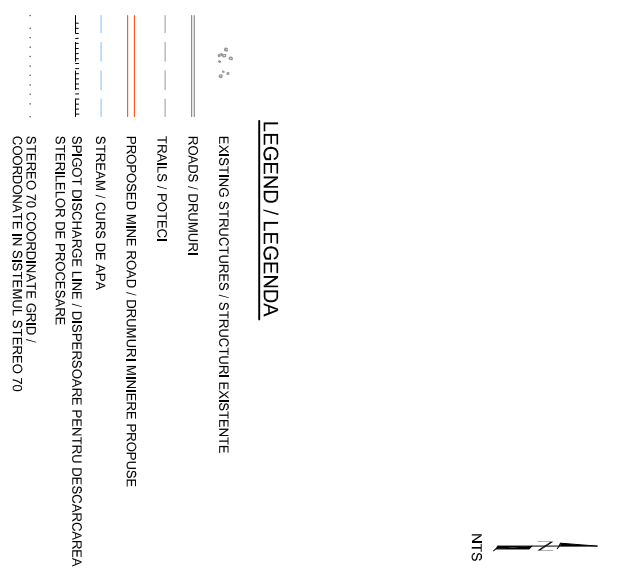 LEGEND / LEGENDA
EXISTING STRUCTURES / STRUCTURI EXISTENTE
ROADS / DRUMURI
TRAILS / POTECI
PROPOSED MINE ROAD / DRUMURI MINIERE PROPUSE
STREAM / CURS DE APA
SPIGOT DISCHARGE LINE / DISPERSOARE PENTRU DESCARCAREA
STERILELOR DE PROCESARE
STEREO 70 COORDINATE GRID /
COORDONATE IN SISTEMUL STEREO 70
N
NTS